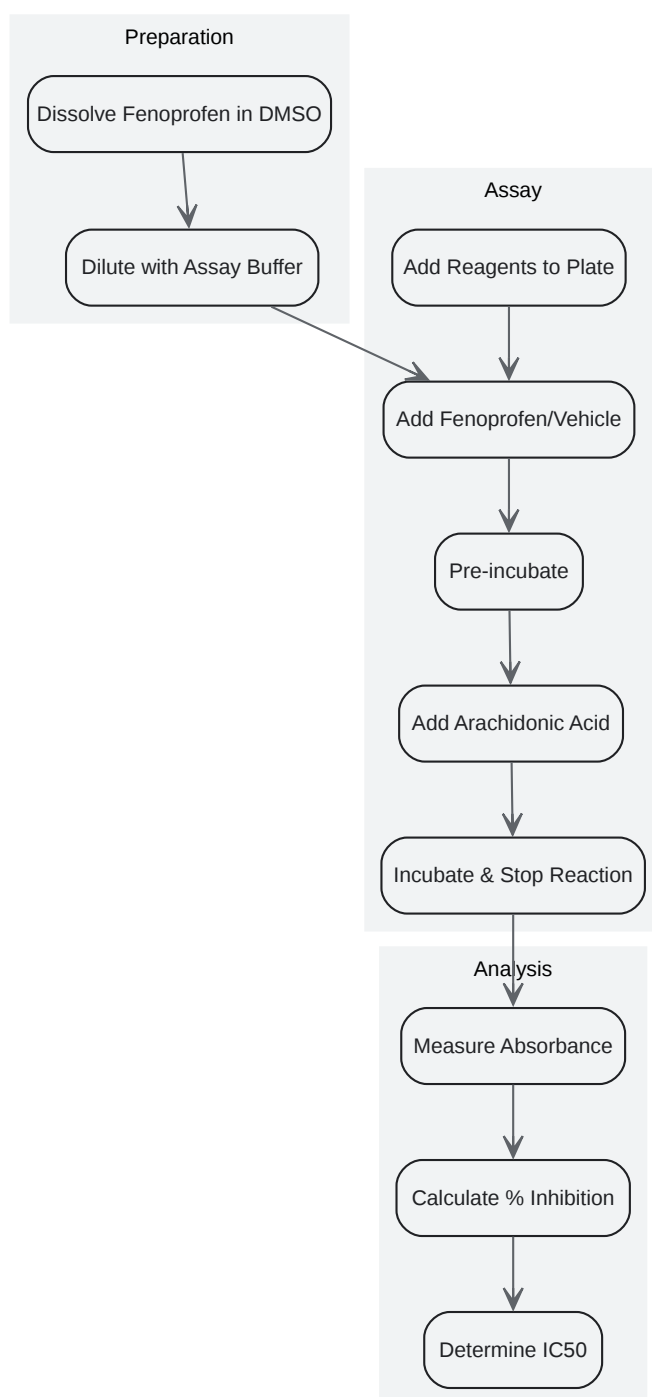 Preparation
Dissolve Fenoprofen in DMSO
Dilute with Assay Buffer
Assay
Add Reagents to Plate
Add Fenoprofen/Vehicle
Pre-incubate
Add Arachidonic Acid
Incubate & Stop Reaction
Analysis
Measure Absorbance
Calculate % Inhibition
Determine IC50